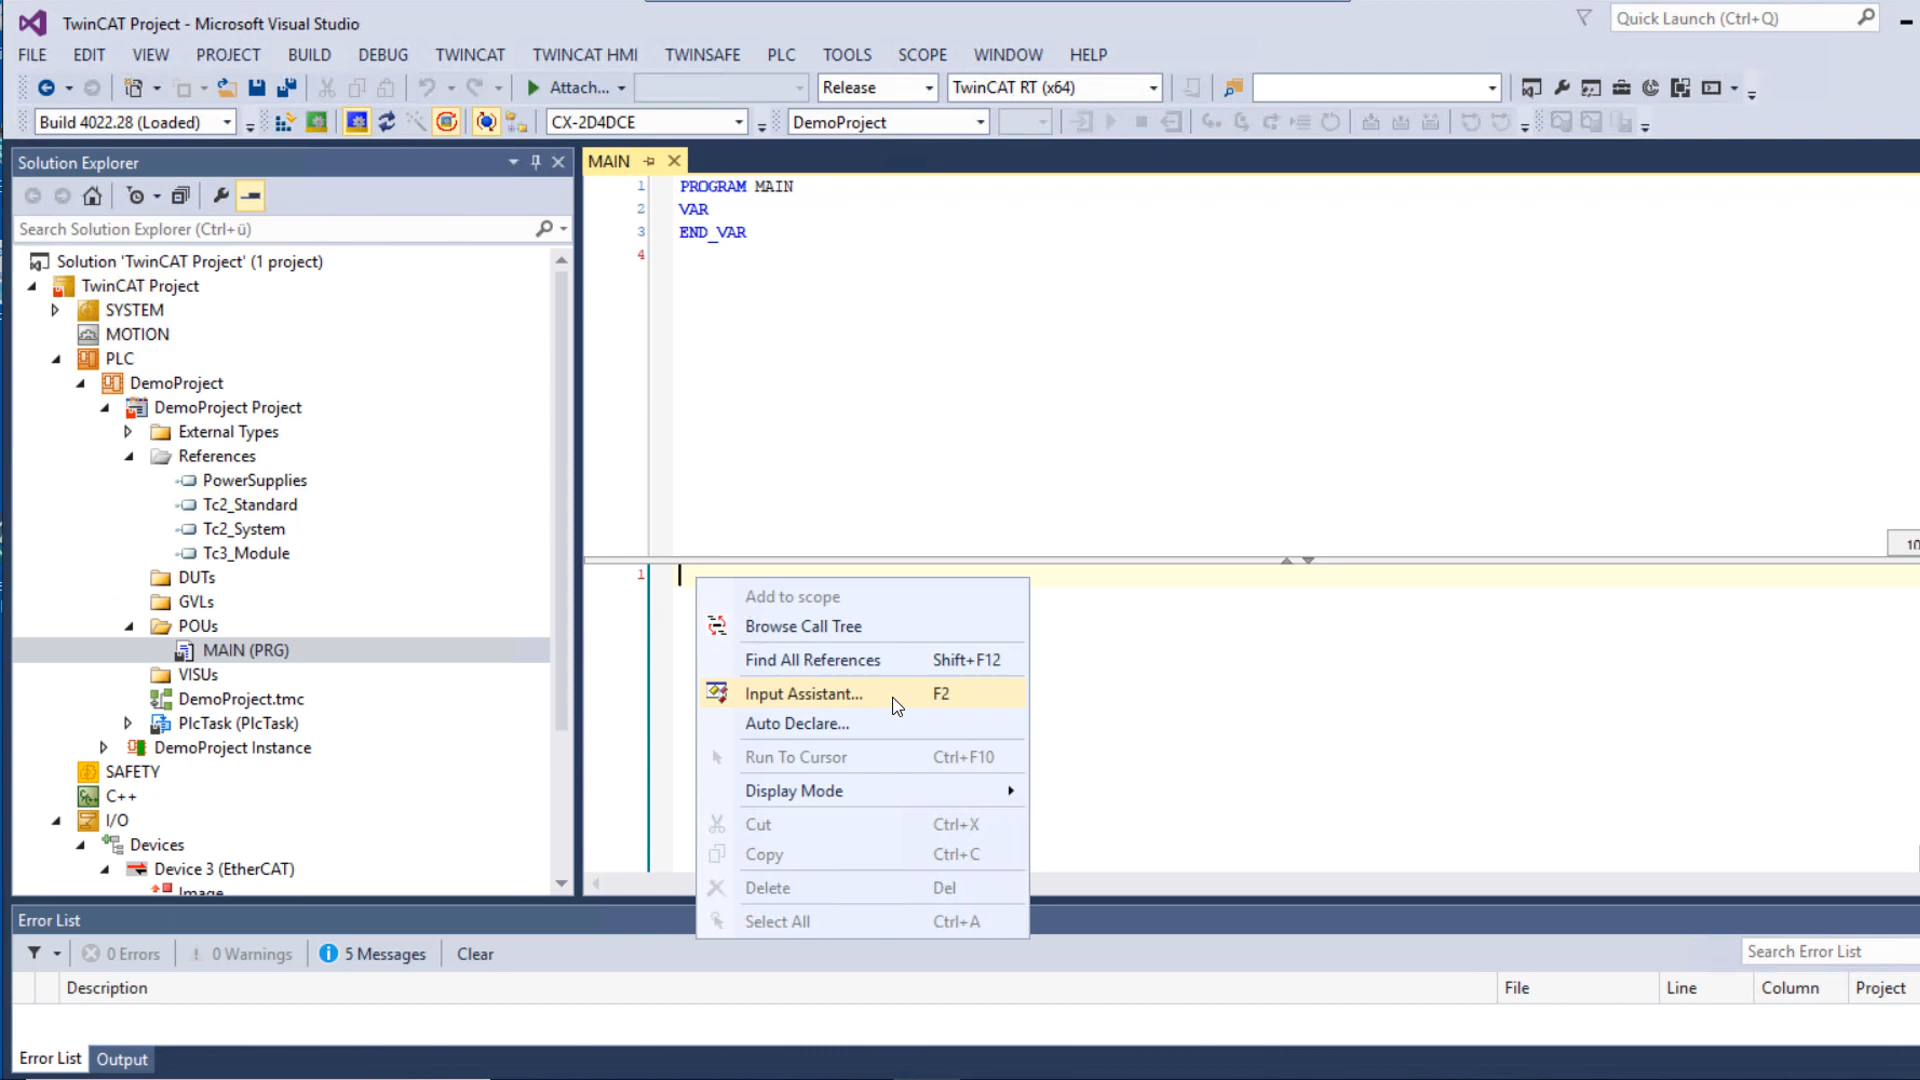 TwinCAT Project - Microsoft Visual Studio
Quick Launch (Ctrl+Q)
FILE EDIT VIEW PROJECT BUILD DEBUG TWINCAT TWINCAT HMI TWINSAFE PLC TOOLS SCOPE WINDOW HELP
Attach... Release TwinCAT RT (x64)
Build 4022.28 (Loaded) CX-2D4DCE DemoProject
Solution Explorer
MAIN
Search Solution Explorer (Ctrl+ü)
Solution 'TwinCAT Project' (1 project)
TwinCAT Project
SYSTEM
MOTION
PLC
DemoProject
DemoProject Project
External Types
References
PowerSupplies
Tc2_Standard
Tc2_System
Tc3_Module
DUTs
GVLs
POUs
MAIN (PRG)
VISUs
DemoProject.tmc
PlcTask (PlcTask)
DemoProject Instance
SAFETY
C++
I/O
Devices
Device 3 (EtherCAT)
Image
1 PROGRAM MAIN
2 VAR
3 END_VAR
4
10
1
Add to scope
Browse Call Tree
Find All References Shift+F12
Input Assistant... F2
Auto Declare...
Run To Cursor Ctrl+F10
Display Mode
Cut Ctrl+X
Copy Ctrl+C
Delete Del
Select All Ctrl+A
Error List
0 Errors 0 Warnings 5 Messages Clear
Search Error List
Description File Line Column Project
Error List Output